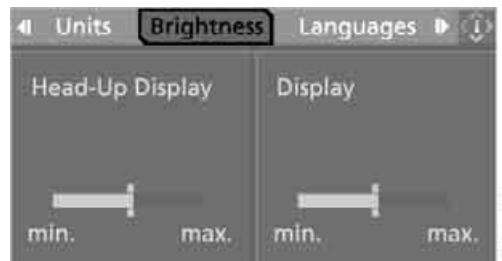 Units Brightness Languages
Head-Up Display Display
min. max. min. max.